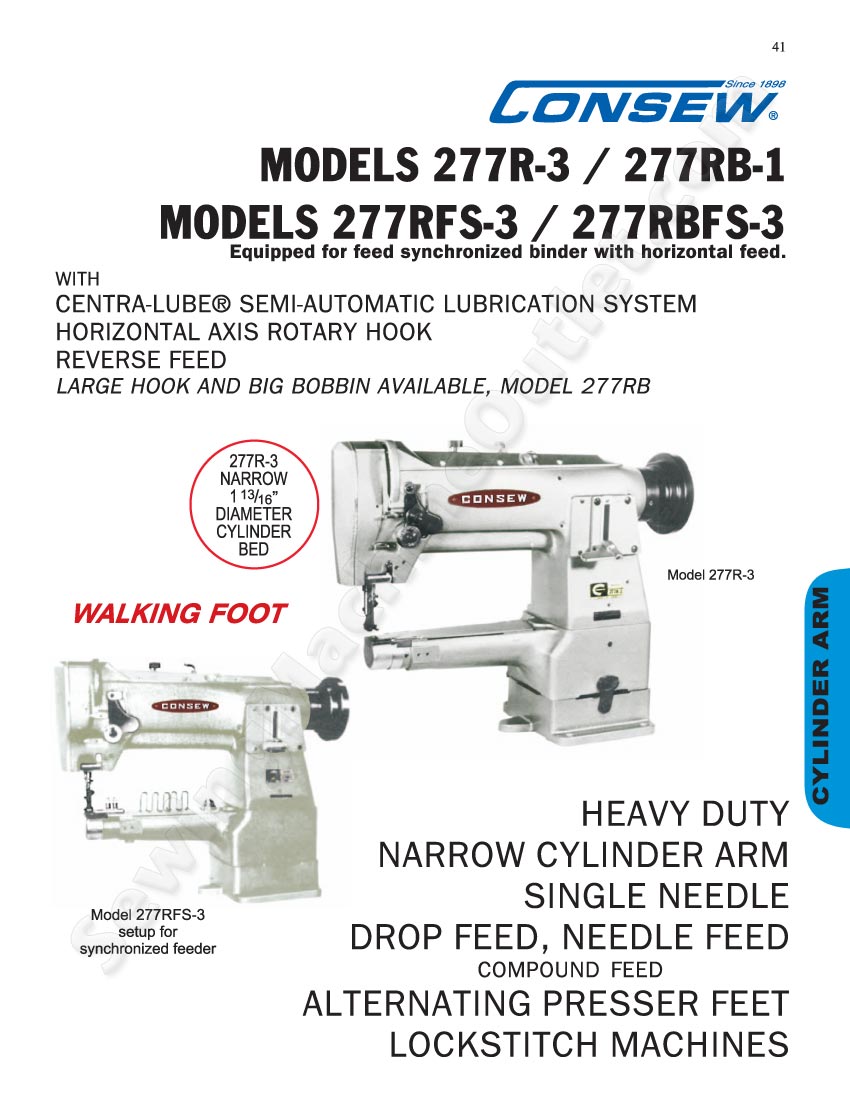 41
Since 1898
CONSEW®
MODELS 277R-3 / 277RB-1
MODELS 277RFS-3 / 277RBFS-3
Equipped for feed synchronized binder with horizontal feed.
WITH
CENTRA-LUBE® SEMI-AUTOMATIC LUBRICATION SYSTEM
HORIZONTAL AXIS ROTARY HOOK
REVERSE FEED
LARGE HOOK AND BIG BOBBIN AVAILABLE, MODEL 277RB
277R-3
NARROW
1 13/16”
DIAMETER
CYLINDER
BED
CONSEW
Model 277R-3
WALKING FOOT
CONSEW
Model 277RFS-3
setup for
synchronized feeder
CYLINDER ARM
HEAVY DUTY
NARROW CYLINDER ARM
SINGLE NEEDLE
DROP FEED, NEEDLE FEED
COMPOUND FEED
ALTERNATING PRESSER FEET
LOCKSTITCH MACHINES
SewingMachineOutlet.com